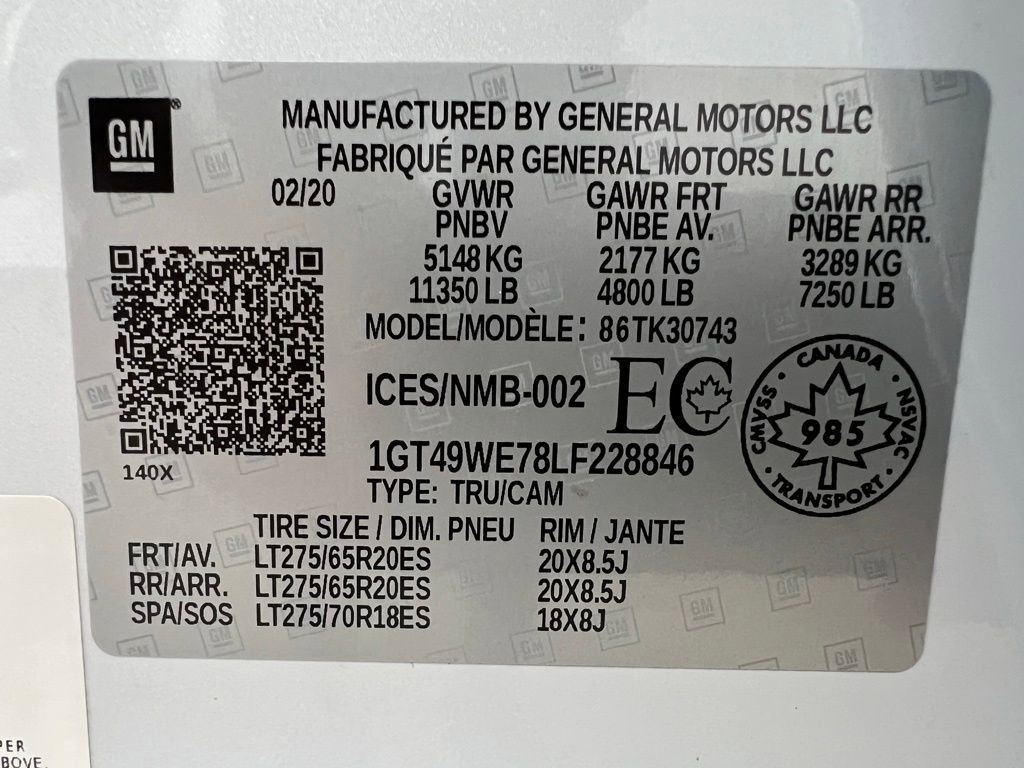 GM®
MANUFACTURED BY GENERAL MOTORS LLC
FABRIQUÉ PAR GENERAL MOTORS LLC
02/20 GVWR GAWR FRT GAWR RR
PNBV PNBE AV. PNBE ARR.
5148 KG 2177 KG 3289 KG
11350 LB 4800 LB 7250 LB
MODEL/MODÈLE: 86TK30743
ICES/NMB-002 EC
CANADA
CMVSS • 985 • NSVAC
• TRANSPORT •
1GT49WE78LF228846
140X
TYPE: TRU/CAM
TIRE SIZE / DIM. PNEU RIM / JANTE
FRT/AV. LT275/65R20ES 20X8.5J
RR/ARR. LT275/65R20ES 20X8.5J
SPA/SOS LT275/70R18ES 18X8J
PER
BOVE.